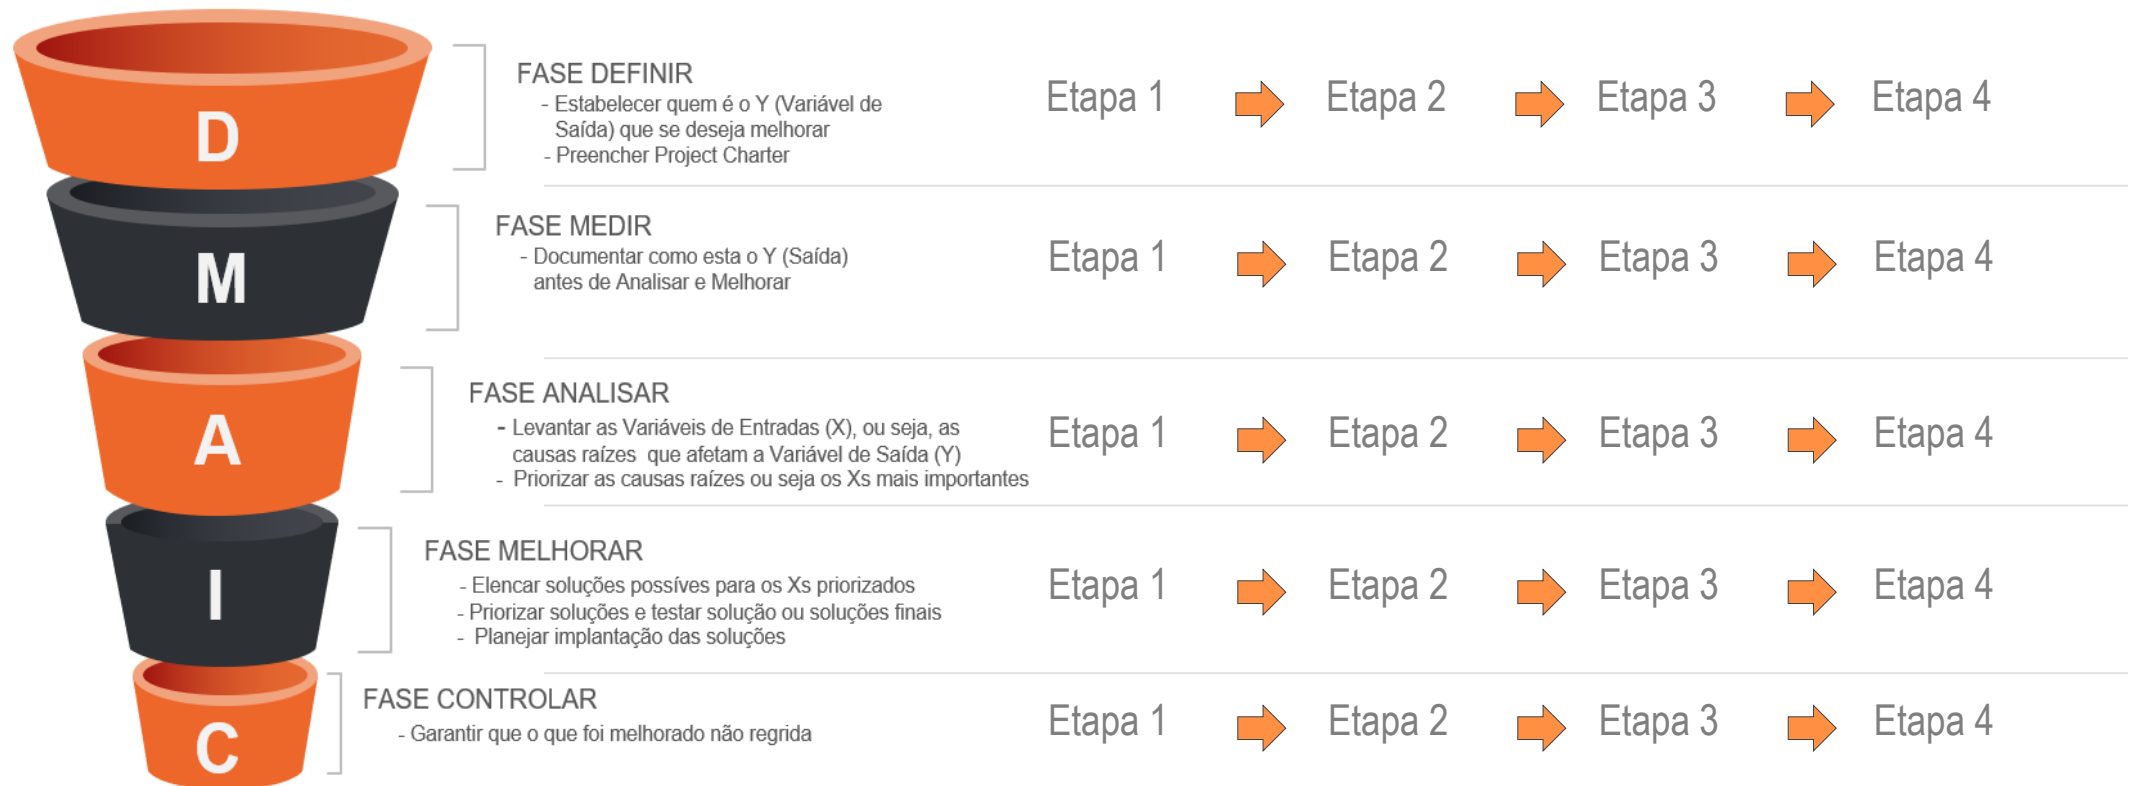 D
FASE DEFINIR
- Estabelecer quem é o Y (Variável de
Saída) que se deseja melhorar
- Preencher Project Charter
Etapa 1
Etapa 2
Etapa 3
Etapa 4
M
FASE MEDIR
- Documentar como esta o Y (Saída)
antes de Analisar e Melhorar
Etapa 1
Etapa 2
Etapa 3
Etapa 4
A
FASE ANALISAR
- Levantar as Variáveis de Entradas (X), ou seja, as
causas raízes que afetam a Variável de Saída (Y)
- Priorizar as causas raízes ou seja os Xs mais importantes
Etapa 1
Etapa 2
Etapa 3
Etapa 4
I
FASE MELHORAR
- Elencar soluções possíves para os Xs priorizados
- Priorizar soluções e testar solução ou soluções finais
- Planejar implantação das soluções
Etapa 1
Etapa 2
Etapa 3
Etapa 4
C
FASE CONTROLAR
- Garantir que o que foi melhorado não regrida
Etapa 1
Etapa 2
Etapa 3
Etapa 4